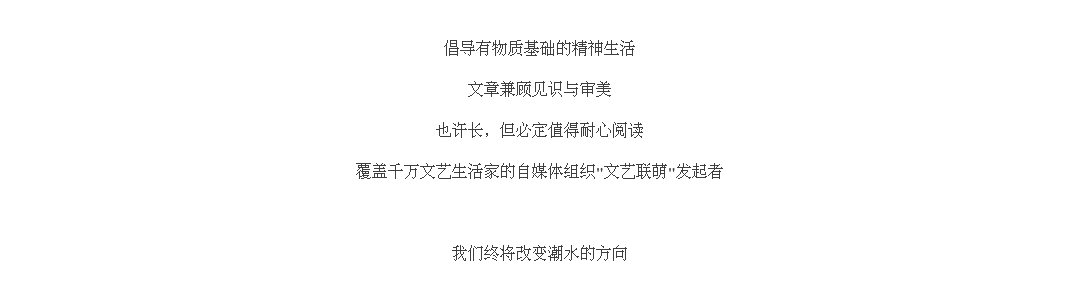 倡导有物质基础的精神生活
文章兼顾见识与审美
也许长，但必定值得耐心阅读
覆盖千万文艺生活家的自媒体组织"文艺联萌"发起者
我们终将改变潮水的方向